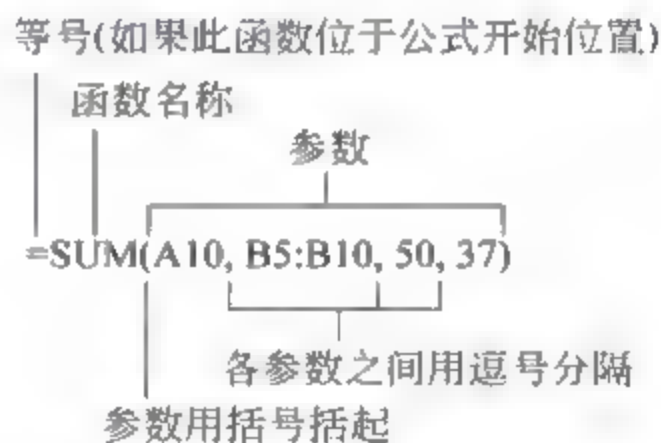 等号(如果此函数位于公式开始位置)
函数名称
参数
=SUM(A10, B5:B10, 50, 37)
各参数之间用逗号分隔
参数用括号括起